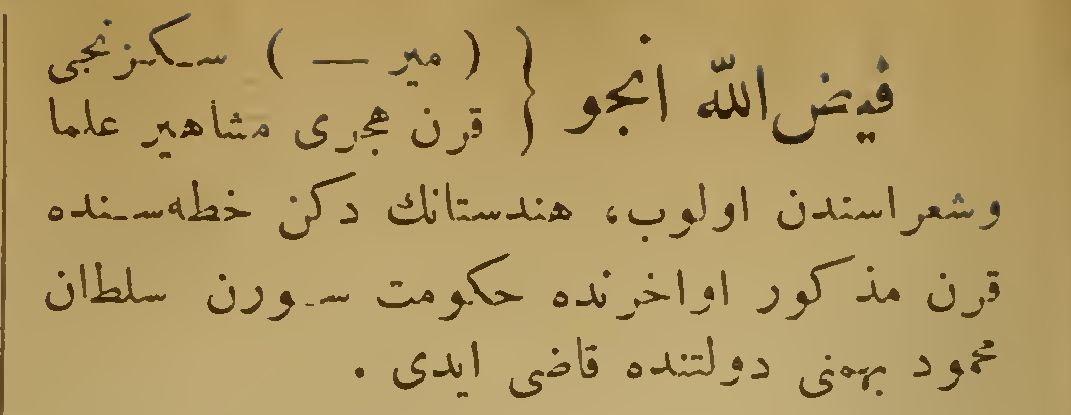 فيض الله انجو { ( مير — ) سكزنجى
قرن هجرى مشاهير علما
وشعراسندن اولوب، هندستانك دكن خطه‌سنده
قرن مذكور اواخرنده حكومت سورن سلطان
محمود بهمنى دولتنده قاضى ايدى .